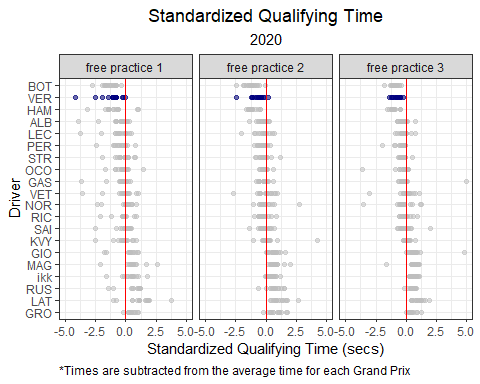 Standardized Qualifying Time
2020
free practice 1 free practice 2 free practice 3
Driver
BOT
VER
HAM
ALB
LEC
PER
STR
OCO
GAS
VET
NOR
RIC
SAI
KVY
GIO
MAG
ikk
RUS
LAT
GRO
-5.0 -2.5 0.0 2.5 5.0 -5.0 -2.5 0.0 2.5 5.0 -5.0 -2.5 0.0 2.5 5.0
Standardized Qualifying Time (secs)
*Times are subtracted from the average time for each Grand Prix